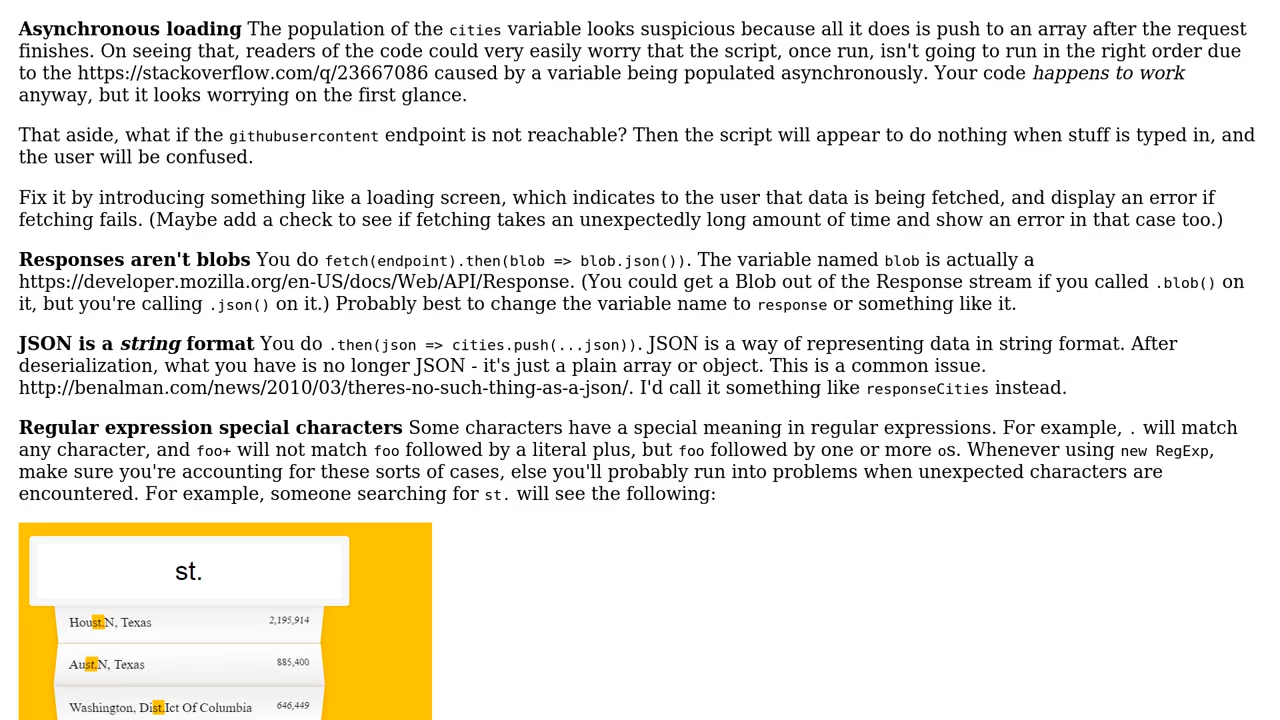 Asynchronous loading The population of the cities variable looks suspicious because all it does is push to an array after the request
finishes. On seeing that, readers of the code could very easily worry that the script, once run, isn't going to run in the right order due
to the https://stackoverflow.com/q/23667086 caused by a variable being populated asynchronously. Your code happens to work
anyway, but it looks worrying on the first glance.
That aside, what if the githubusercontent endpoint is not reachable? Then the script will appear to do nothing when stuff is typed in, and
the user will be confused.
Fix it by introducing something like a loading screen, which indicates to the user that data is being fetched, and display an error if
fetching fails. (Maybe add a check to see if fetching takes an unexpectedly long amount of time and show an error in that case too.)
Responses aren't blobs You do fetch(endpoint).then(blob => blob.json()). The variable named blob is actually a
https://developer.mozilla.org/en-US/docs/Web/API/Response. (You could get a Blob out of the Response stream if you called .blob() on
it, but you're calling .json() on it.) Probably best to change the variable name to response or something like it.
JSON is a string format You do .then(json => cities.push(...json)). JSON is a way of representing data in string format. After
deserialization, what you have is no longer JSON - it's just a plain array or object. This is a common issue.
http://benalman.com/news/2010/03/theres-no-such-thing-as-a-json/. I'd call it something like responseCities instead.
Regular expression special characters Some characters have a special meaning in regular expressions. For example, . will match
any character, and foo+ will not match foo followed by a literal plus, but foo followed by one or more os. Whenever using new RegExp,
make sure you're accounting for these sorts of cases, else you'll probably run into problems when unexpected characters are
encountered. For example, someone searching for st. will see the following:
st.
Houst.N, Texas 2,195,914
Aust.N, Texas 885,400
Washington, Dist.Ict Of Columbia 646,449